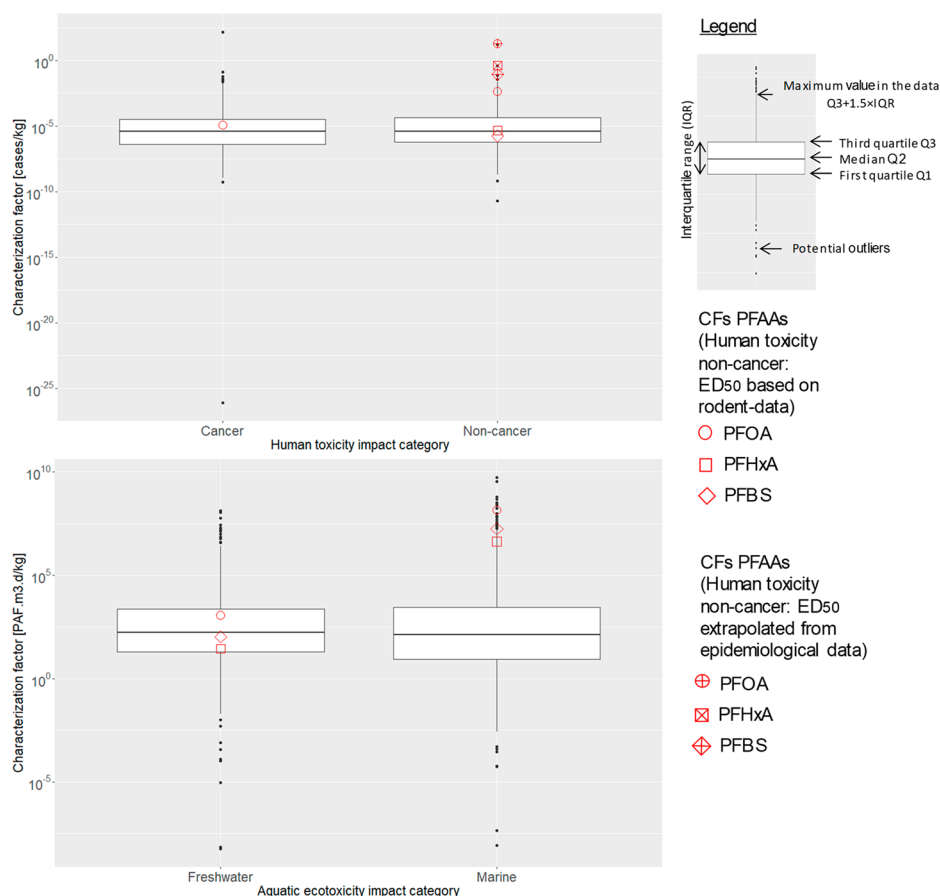 Characterization factor [cases/kg]
10^0
10^-5
10^-10
10^-15
10^-20
10^-25
Cancer
Non-cancer
Human toxicity impact category
Characterization factor [PAF.m3.d/kg]
10^10
10^5
10^0
10^-5
Freshwater
Marine
Aquatic ecotoxicity impact category
Legend
Interquartile range (IQR)
Maximum value in the data
Q3+1.5×IQR
Third quartile Q3
Median Q2
First quartile Q1
Potential outliers
CFs PFAAs
(Human toxicity
non-cancer:
ED50 based on
rodent-data)
PFOA
PFHxA
PFBS
CFs PFAAs
(Human toxicity
non-cancer: ED50
extrapolated from
epidemiological data)
PFOA
PFHxA
PFBS